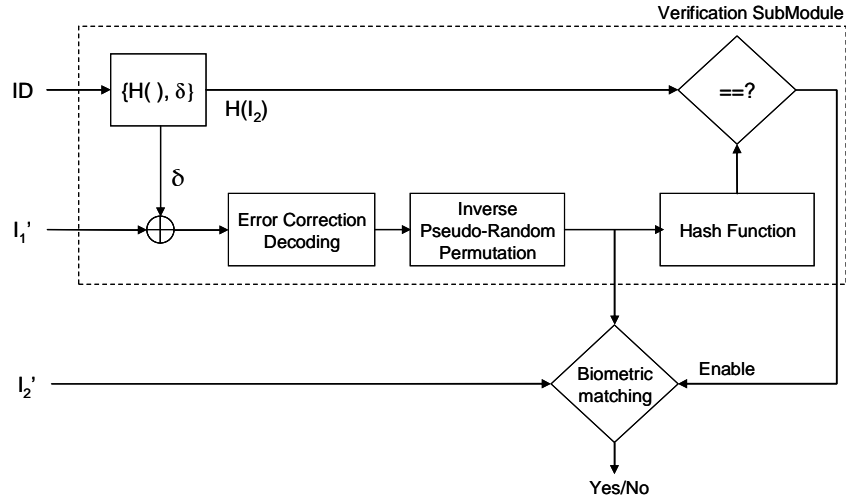 Verification SubModule
ID
{H( ), δ}
H(I₂)
==?
δ
I₁’
Error Correction
Decoding
Inverse
Pseudo-Random
Permutation
Hash Function
I₂’
Biometric
matching
Enable
Yes/No